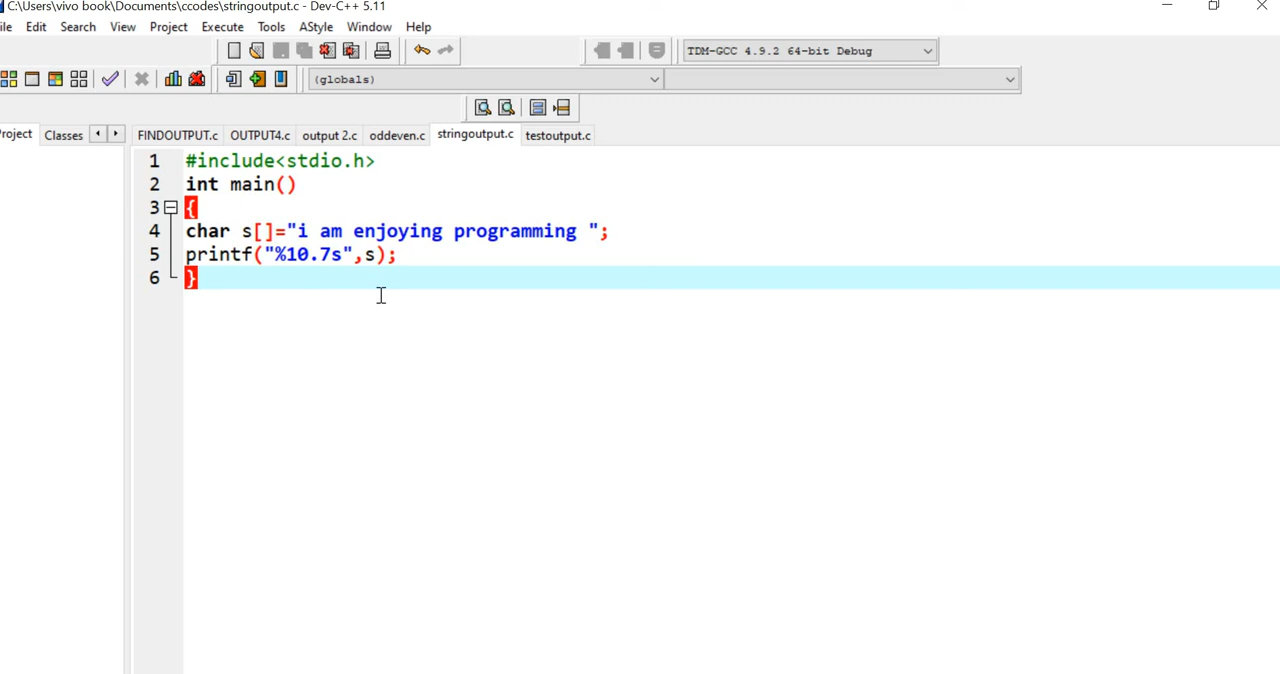 C:\Users\vivo book\Documents\ccodes\stringoutput.c - Dev-C++ 5.11
ile Edit Search View Project Execute Tools AStyle Window Help
TDM-GCC 4.9.2 64-bit Debug
(globals)
roject Classes FINDOUTPUT.c OUTPUT4.c output 2.c oddeven.c stringoutput.c testoutput.c
1 #include<stdio.h>
2 int main()
3 {
4 char s[]="i am enjoying programming ";
5 printf("%10.7s",s);
6 }